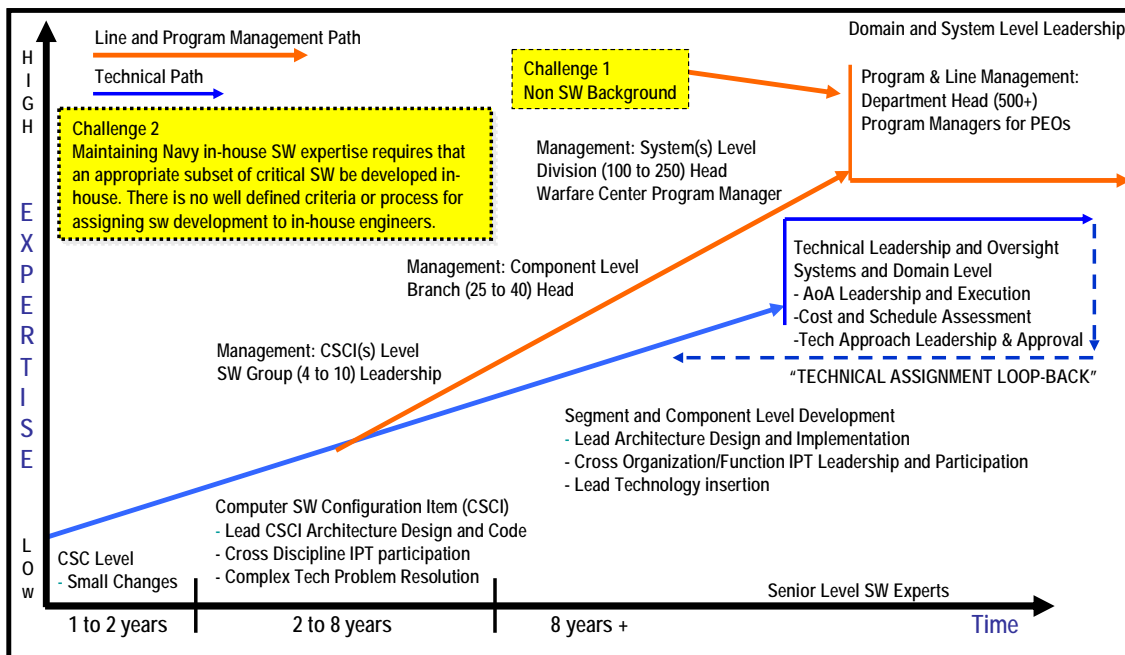 Line and Program Management Path
Technical Path
Challenge 1
Non SW Background
Domain and System Level Leadership
Program & Line Management:
Department Head (500+)
Program Managers for PEOs
Challenge 2
Maintaining Navy in-house SW expertise requires that
an appropriate subset of critical SW be developed in-
house. There is no well defined criteria or process for
assigning sw development to in-house engineers.
Management: System(s) Level
Division (100 to 250) Head
Warfare Center Program Manager
Management: Component Level
Branch (25 to 40) Head
Technical Leadership and Oversight
Systems and Domain Level
- AoA Leadership and Execution
-Cost and Schedule Assessment
-Tech Approach Leadership & Approval
"TECHNICAL ASSIGNMENT LOOP-BACK"
Management: CSCI(s) Level
SW Group (4 to 10) Leadership
Segment and Component Level Development
- Lead Architecture Design and Implementation
- Cross Organization/Function IPT Leadership and Participation
- Lead Technology insertion
Computer SW Configuration Item (CSCI)
- Lead CSCI Architecture Design and Code
- Cross Discipline IPT participation
- Complex Tech Problem Resolution
CSC Level
- Small Changes
Senior Level SW Experts
HIGH
EXPERTISE
LOW
1 to 2 years
2 to 8 years
8 years +
Time